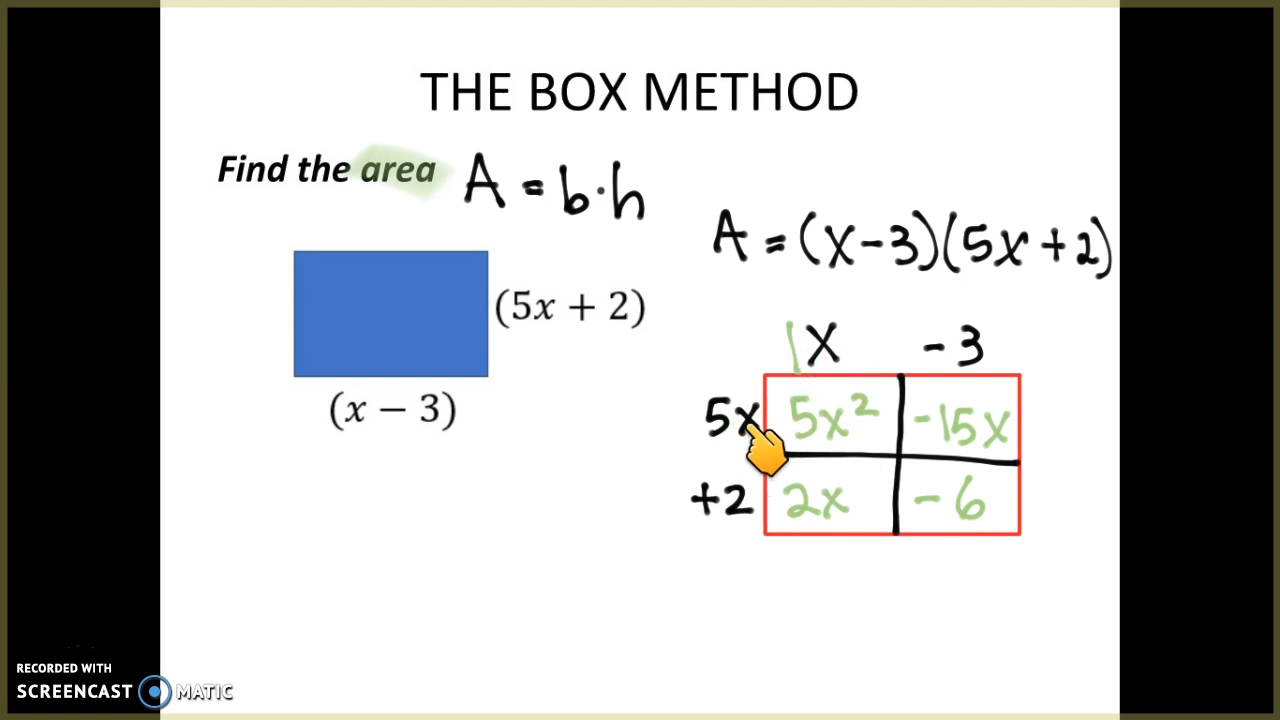 THE BOX METHOD
Find the area A = b·h
A = (x-3)(5x+2)
(5x + 2)
(x − 3)
1x -3
5x 5x² -15x
+2 2x -6
RECORDED WITH
SCREENCAST MATIC